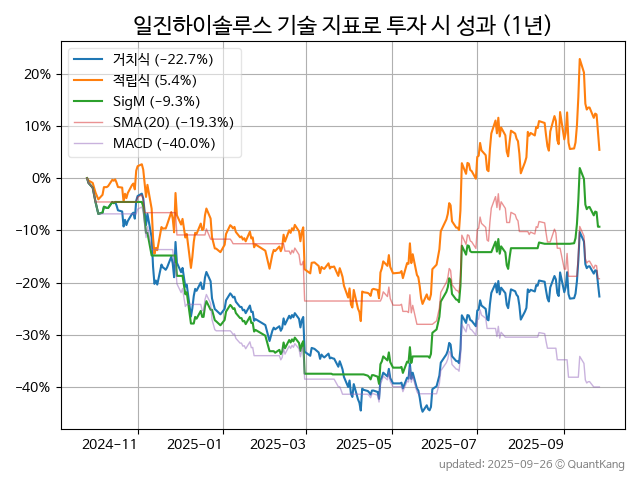 일진하이솔루스 기술 지표로 투자 시 성과 (1년)
거치식 (−22.7%)
적립식 (5.4%)
SigM (−9.3%)
SMA(20) (−19.3%)
MACD (−40.0%)
20%
10%
0%
−10%
−20%
−30%
−40%
2024-11 2025-01 2025-03 2025-05 2025-07 2025-09
updated: 2025-09-26 © QuantKang